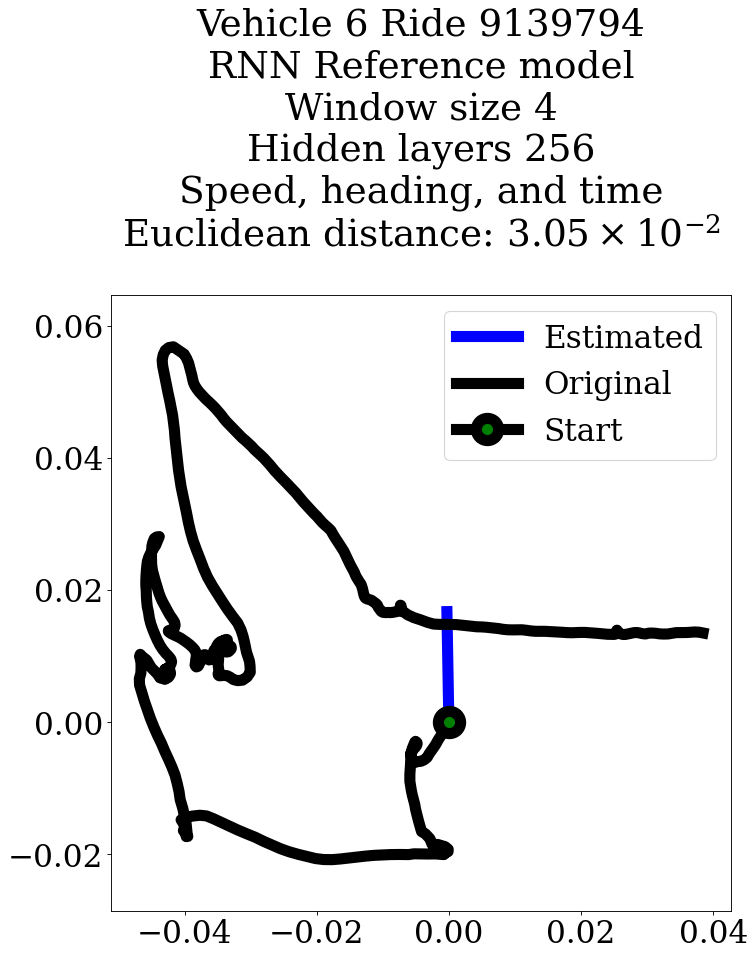 Vehicle 6 Ride 9139794
RNN Reference model
Window size 4
Hidden layers 256
Speed, heading, and time
Euclidean distance: 3.05 × 10⁻²
Estimated
Original
Start
0.06
0.04
0.02
0.00
−0.02
−0.04 −0.02 0.00 0.02 0.04